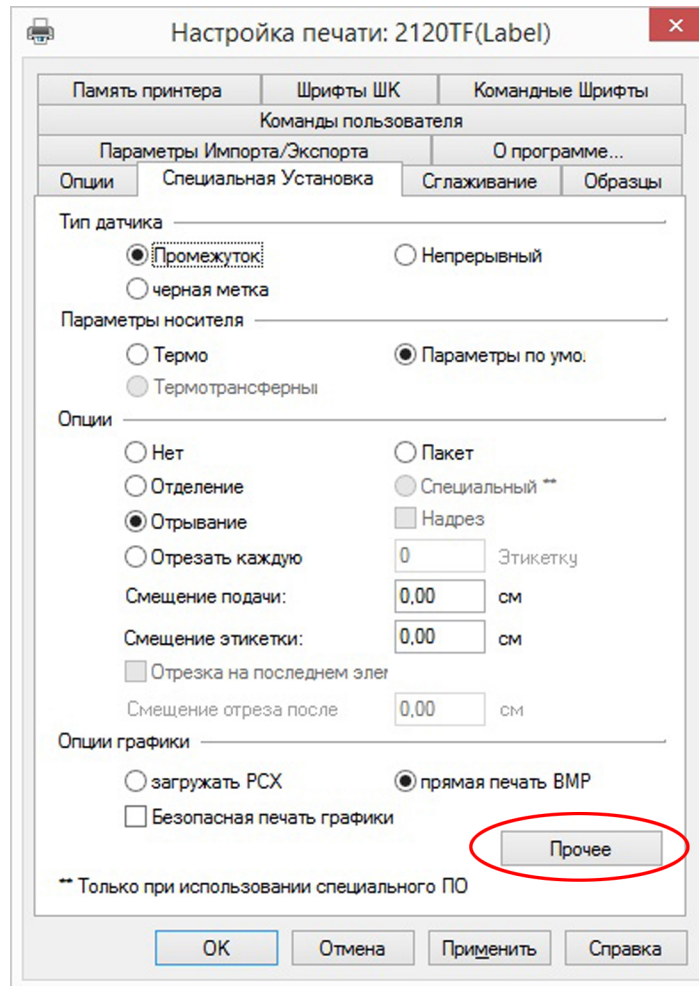 Настройка печати: 2120TF(Label)
Память принтера Шрифты ШК Командные Шрифты
Команды пользователя
Параметры Импорта/Экспорта О программе...
Опции Специальная Установка Сглаживание Образцы
Тип датчика
Промежуток Непрерывный
черная метка
Параметры носителя
Термо Параметры по умо.
Термотрансферны
Опции
Нет Пакет
Отделение Специальный **
Отрывание Надрез
Отрезать каждую 0 Этикетку
Смещение подачи: 0,00 см
Смещение этикетки: 0,00 см
Отрезка на последнем элег
Смещение отреза после 0,00 см
Опции графики
загружать PCX прямая печать BMP
Безопасная печать графики
Прочее
** Только при использовании специального ПО
OK Отмена Применить Справка